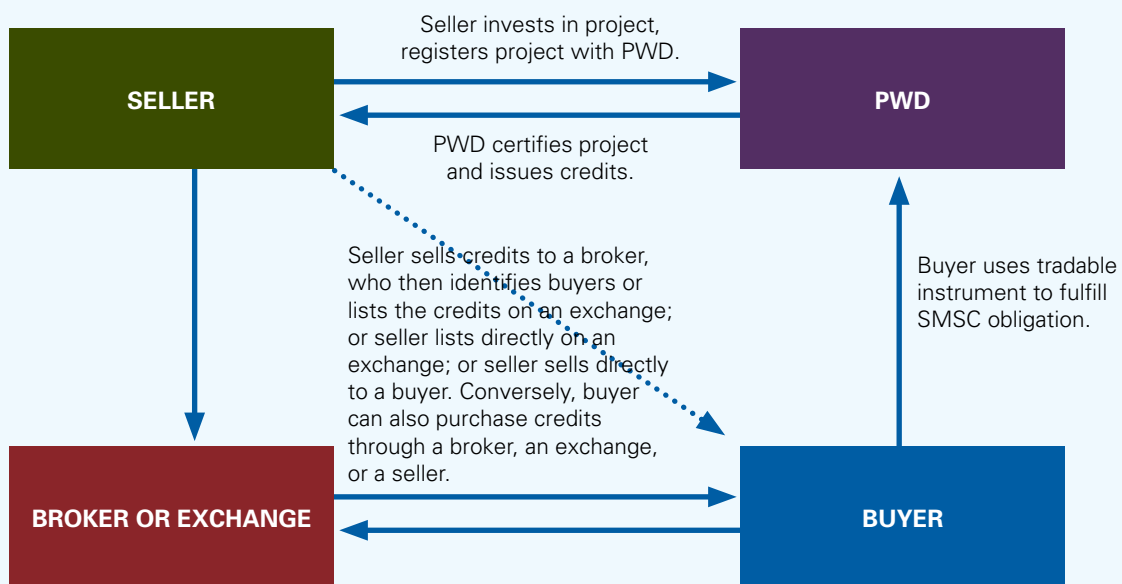 Seller invests in project,
registers project with PWD.
SELLER
PWD
PWD certifies project
and issues credits.
Seller sells credits to a broker,
who then identifies buyers or
lists the credits on an exchange;
or seller lists directly on an
exchange; or seller sells directly
to a buyer. Conversely, buyer
can also purchase credits
through a broker, an exchange,
or a seller.
Buyer uses tradable
instrument to fulfill
SMSC obligation.
BROKER OR EXCHANGE
BUYER